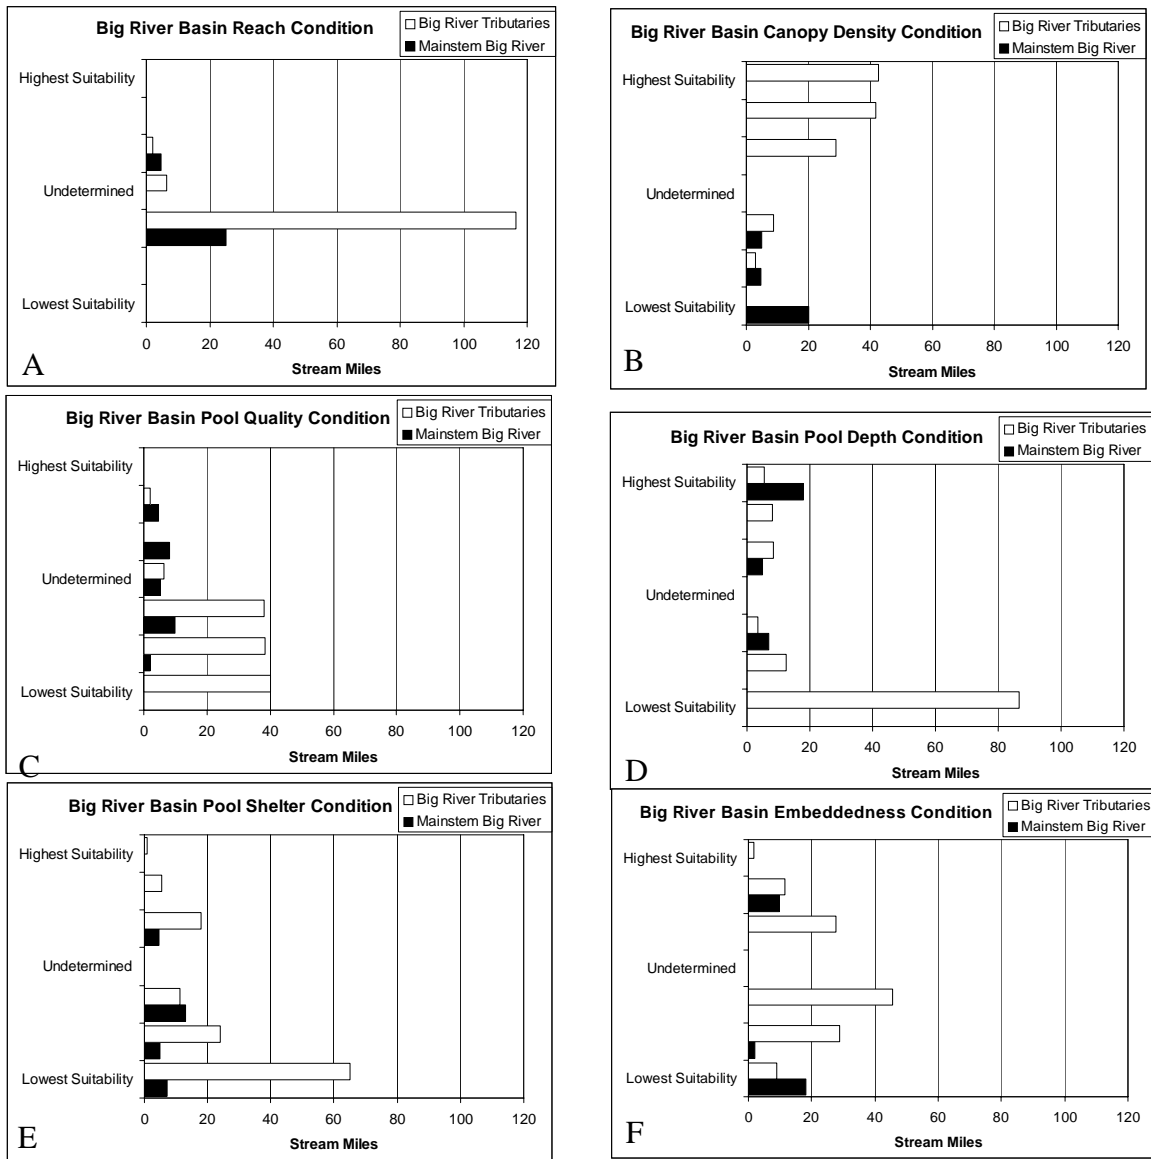 Big River Basin Reach Condition
Big River Tributaries
Mainstem Big River
Highest Suitability
Undetermined
Lowest Suitability
0 20 40 60 80 100 120
Stream Miles
A
Big River Basin Canopy Density Condition
Big River Tributaries
Mainstem Big River
Highest Suitability
Undetermined
Lowest Suitability
0 20 40 60 80 100 120
Stream Miles
B
Big River Basin Pool Quality Condition
Big River Tributaries
Mainstem Big River
Highest Suitability
Undetermined
Lowest Suitability
0 20 40 60 80 100 120
Stream Miles
C
Big River Basin Pool Depth Condition
Big River Tributaries
Mainstem Big River
Highest Suitability
Undetermined
Lowest Suitability
0 20 40 60 80 100 120
Stream Miles
D
Big River Basin Pool Shelter Condition
Big River Tributaries
Mainstem Big River
Highest Suitability
Undetermined
Lowest Suitability
0 20 40 60 80 100 120
Stream Miles
E
Big River Basin Embeddedness Condition
Big River Tributaries
Mainstem Big River
Highest Suitability
Undetermined
Lowest Suitability
0 20 40 60 80 100 120
Stream Miles
F